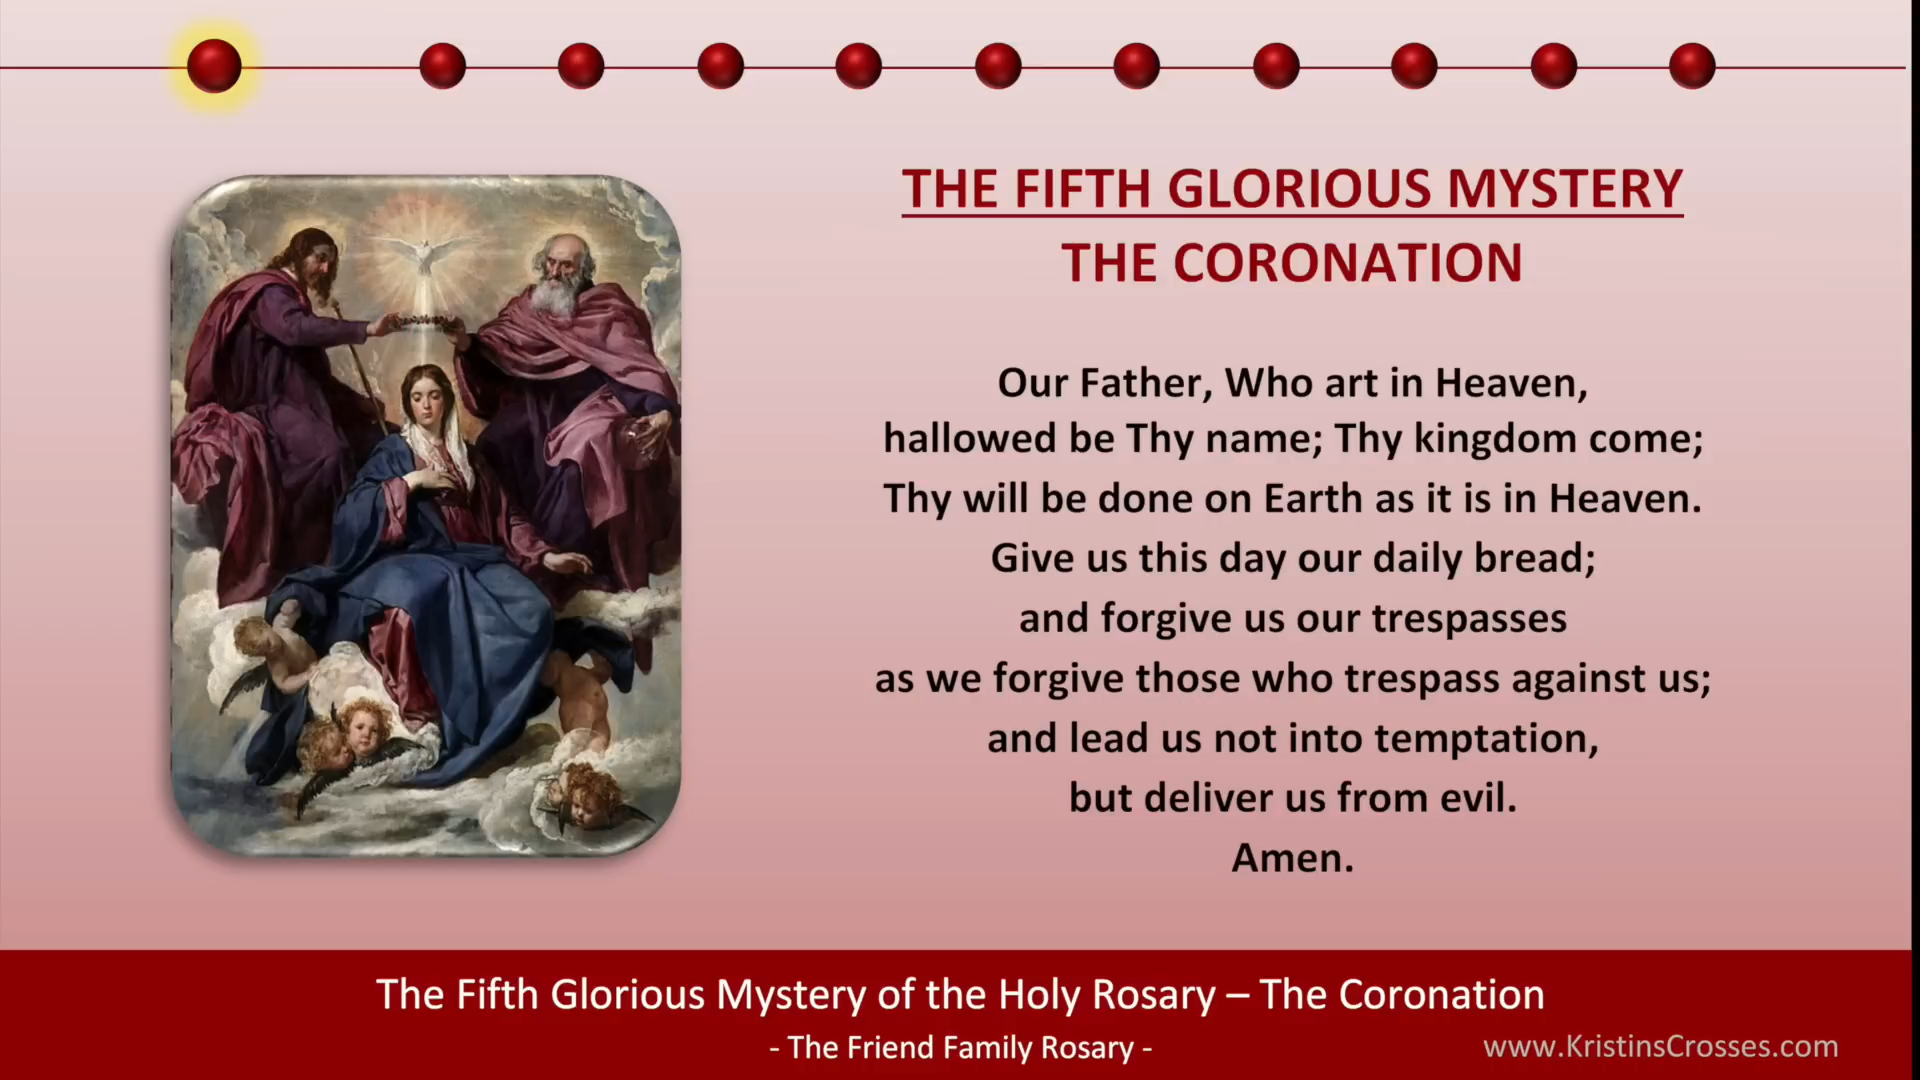 THE FIFTH GLORIOUS MYSTERY
THE CORONATION
Our Father, Who art in Heaven,
hallowed be Thy name; Thy kingdom come;
Thy will be done on Earth as it is in Heaven.
Give us this day our daily bread;
and forgive us our trespasses
as we forgive those who trespass against us;
and lead us not into temptation,
but deliver us from evil.
Amen.
The Fifth Glorious Mystery of the Holy Rosary – The Coronation
- The Friend Family Rosary -
www.KristinsCrosses.com